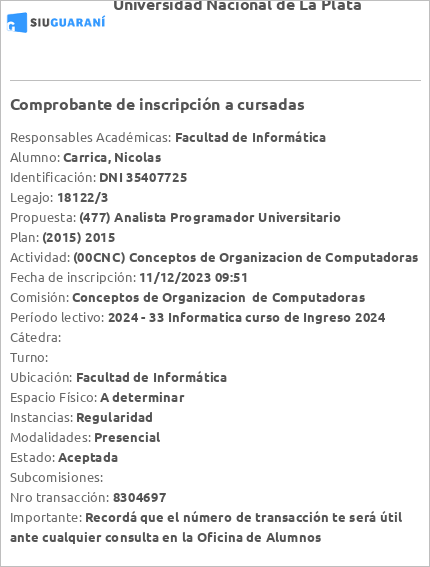 Universidad Nacional de La Plata
SIUGUARANÍ
Comprobante de inscripción a cursadas
Responsables Académicas: Facultad de Informática
Alumno: Carrica, Nicolas
Identificación: DNI 35407725
Legajo: 18122/3
Propuesta: (477) Analista Programador Universitario
Plan: (2015) 2015
Actividad: (00CNC) Conceptos de Organizacion de Computadoras
Fecha de inscripción: 11/12/2023 09:51
Comisión: Conceptos de Organizacion de Computadoras
Período lectivo: 2024 - 33 Informatica curso de Ingreso 2024
Cátedra:
Turno:
Ubicación: Facultad de Informática
Espacio Físico: A determinar
Instancias: Regularidad
Modalidades: Presencial
Estado: Aceptada
Subcomisiones:
Nro transacción: 8304697
Importante: Recordá que el número de transacción te será útil
ante cualquier consulta en la Oficina de Alumnos